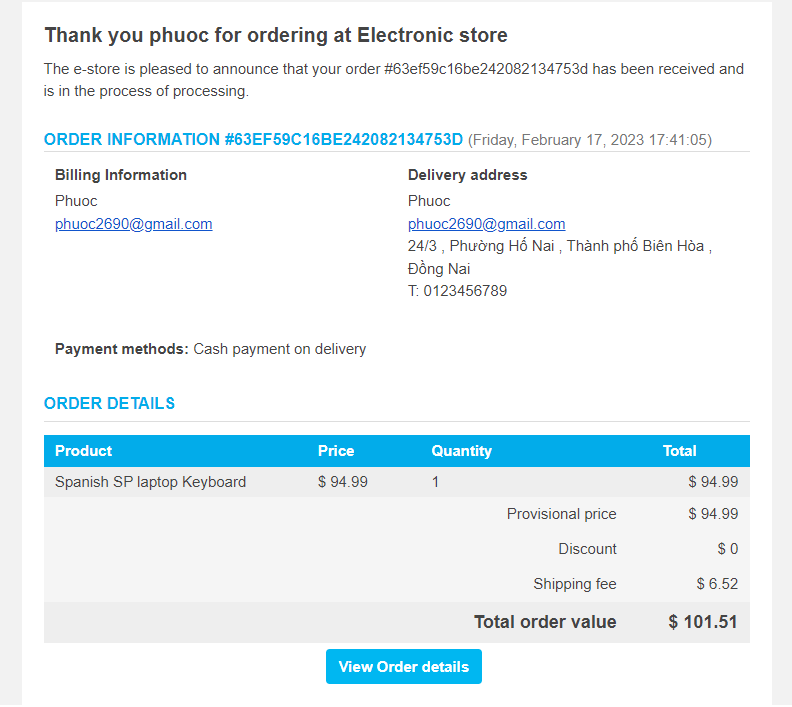 Thank you phuoc for ordering at Electronic store
The e-store is pleased to announce that your order #63ef59c16be242082134753d has been received and
is in the process of processing.
ORDER INFORMATION #63EF59C16BE242082134753D (Friday, February 17, 2023 17:41:05)
Billing Information
Phuoc
phuoc2690@gmail.com
Delivery address
Phuoc
phuoc2690@gmail.com
24/3 , Phường Hố Nai , Thành phố Biên Hòa ,
Đồng Nai
T: 0123456789
Payment methods: Cash payment on delivery
ORDER DETAILS
Product Price Quantity Total
Spanish SP laptop Keyboard $ 94.99 1 $ 94.99
Provisional price $ 94.99
Discount $ 0
Shipping fee $ 6.52
Total order value $ 101.51
View Order details